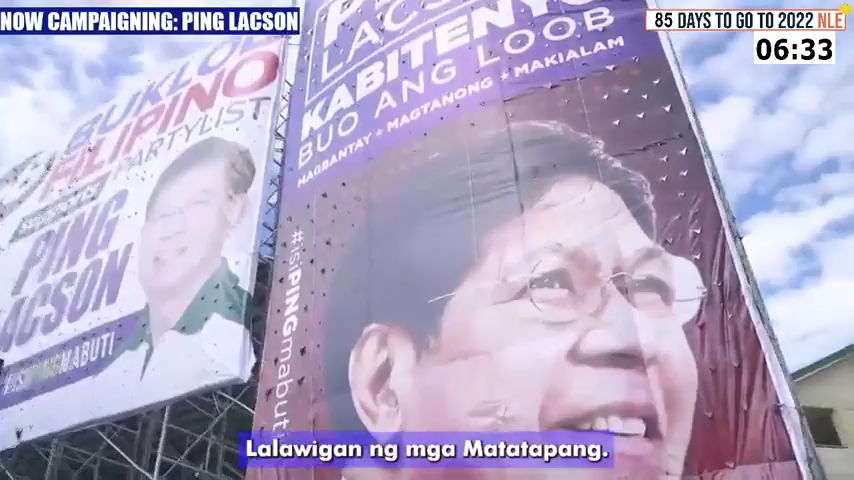 NOW CAMPAIGNING: PING LACSON
85 DAYS TO GO TO 2022 NLE
06:33
BUKLOD
FILIPINO
PARTYLIST
PING
LACSON
LACSON
KABITENYO
BUO ANG LOOB
MAGBANTAY ★ MAGTANONG ★ MAKIALAM
#isiPINGmabuti
Lalawigan ng mga Matatapang.